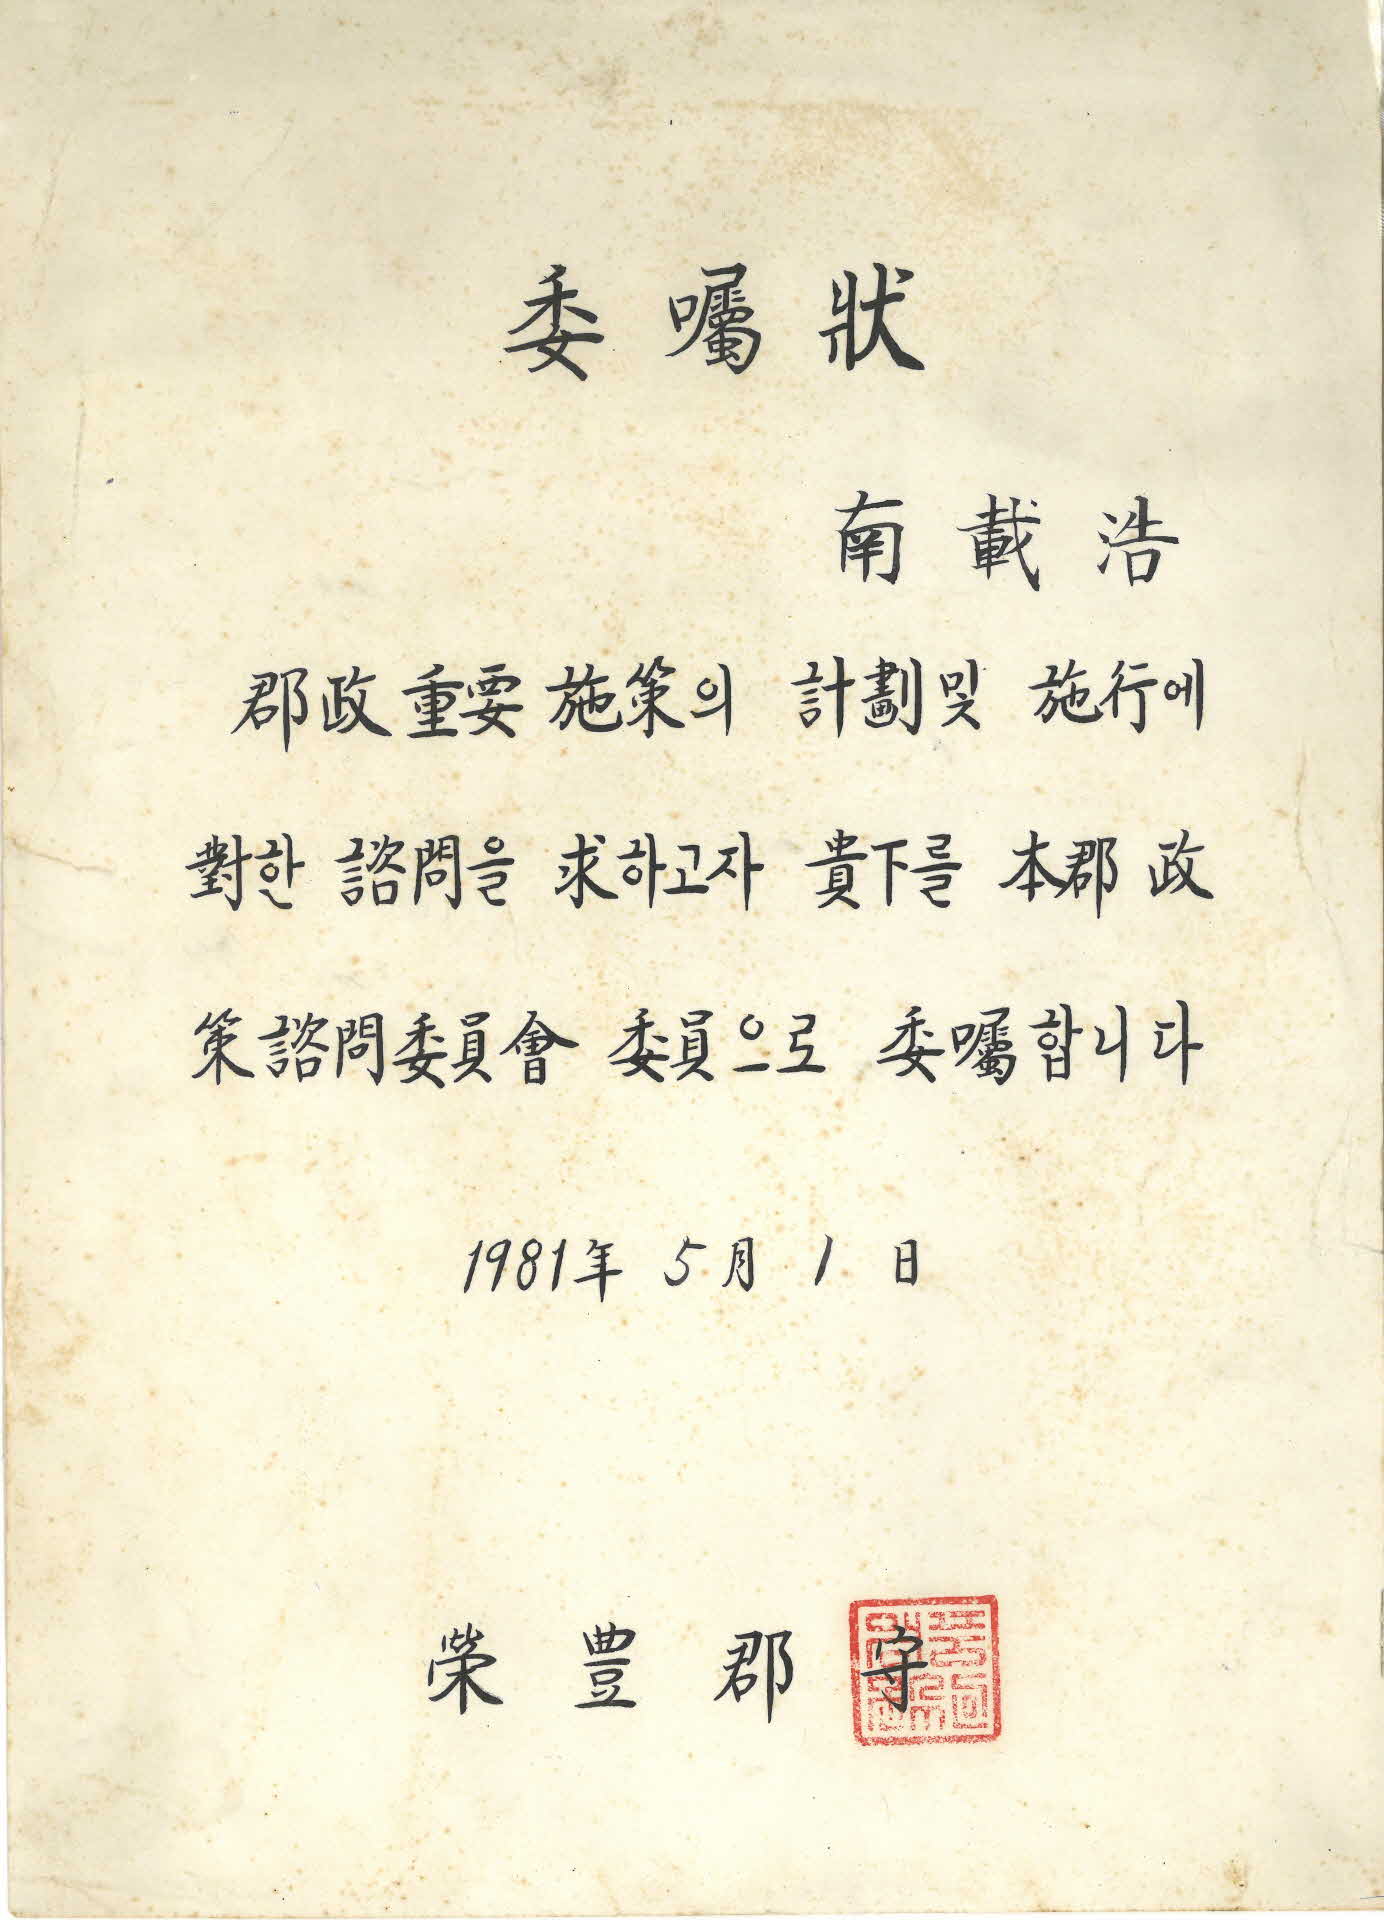 委囑狀
南載浩
郡政重要施策의 計劃및 施行에
對한 諮問을 求하고자 貴下를 本郡 政
策諮問委員會 委員으로 委囑합니다
1981年 5月 1日
榮豊郡守